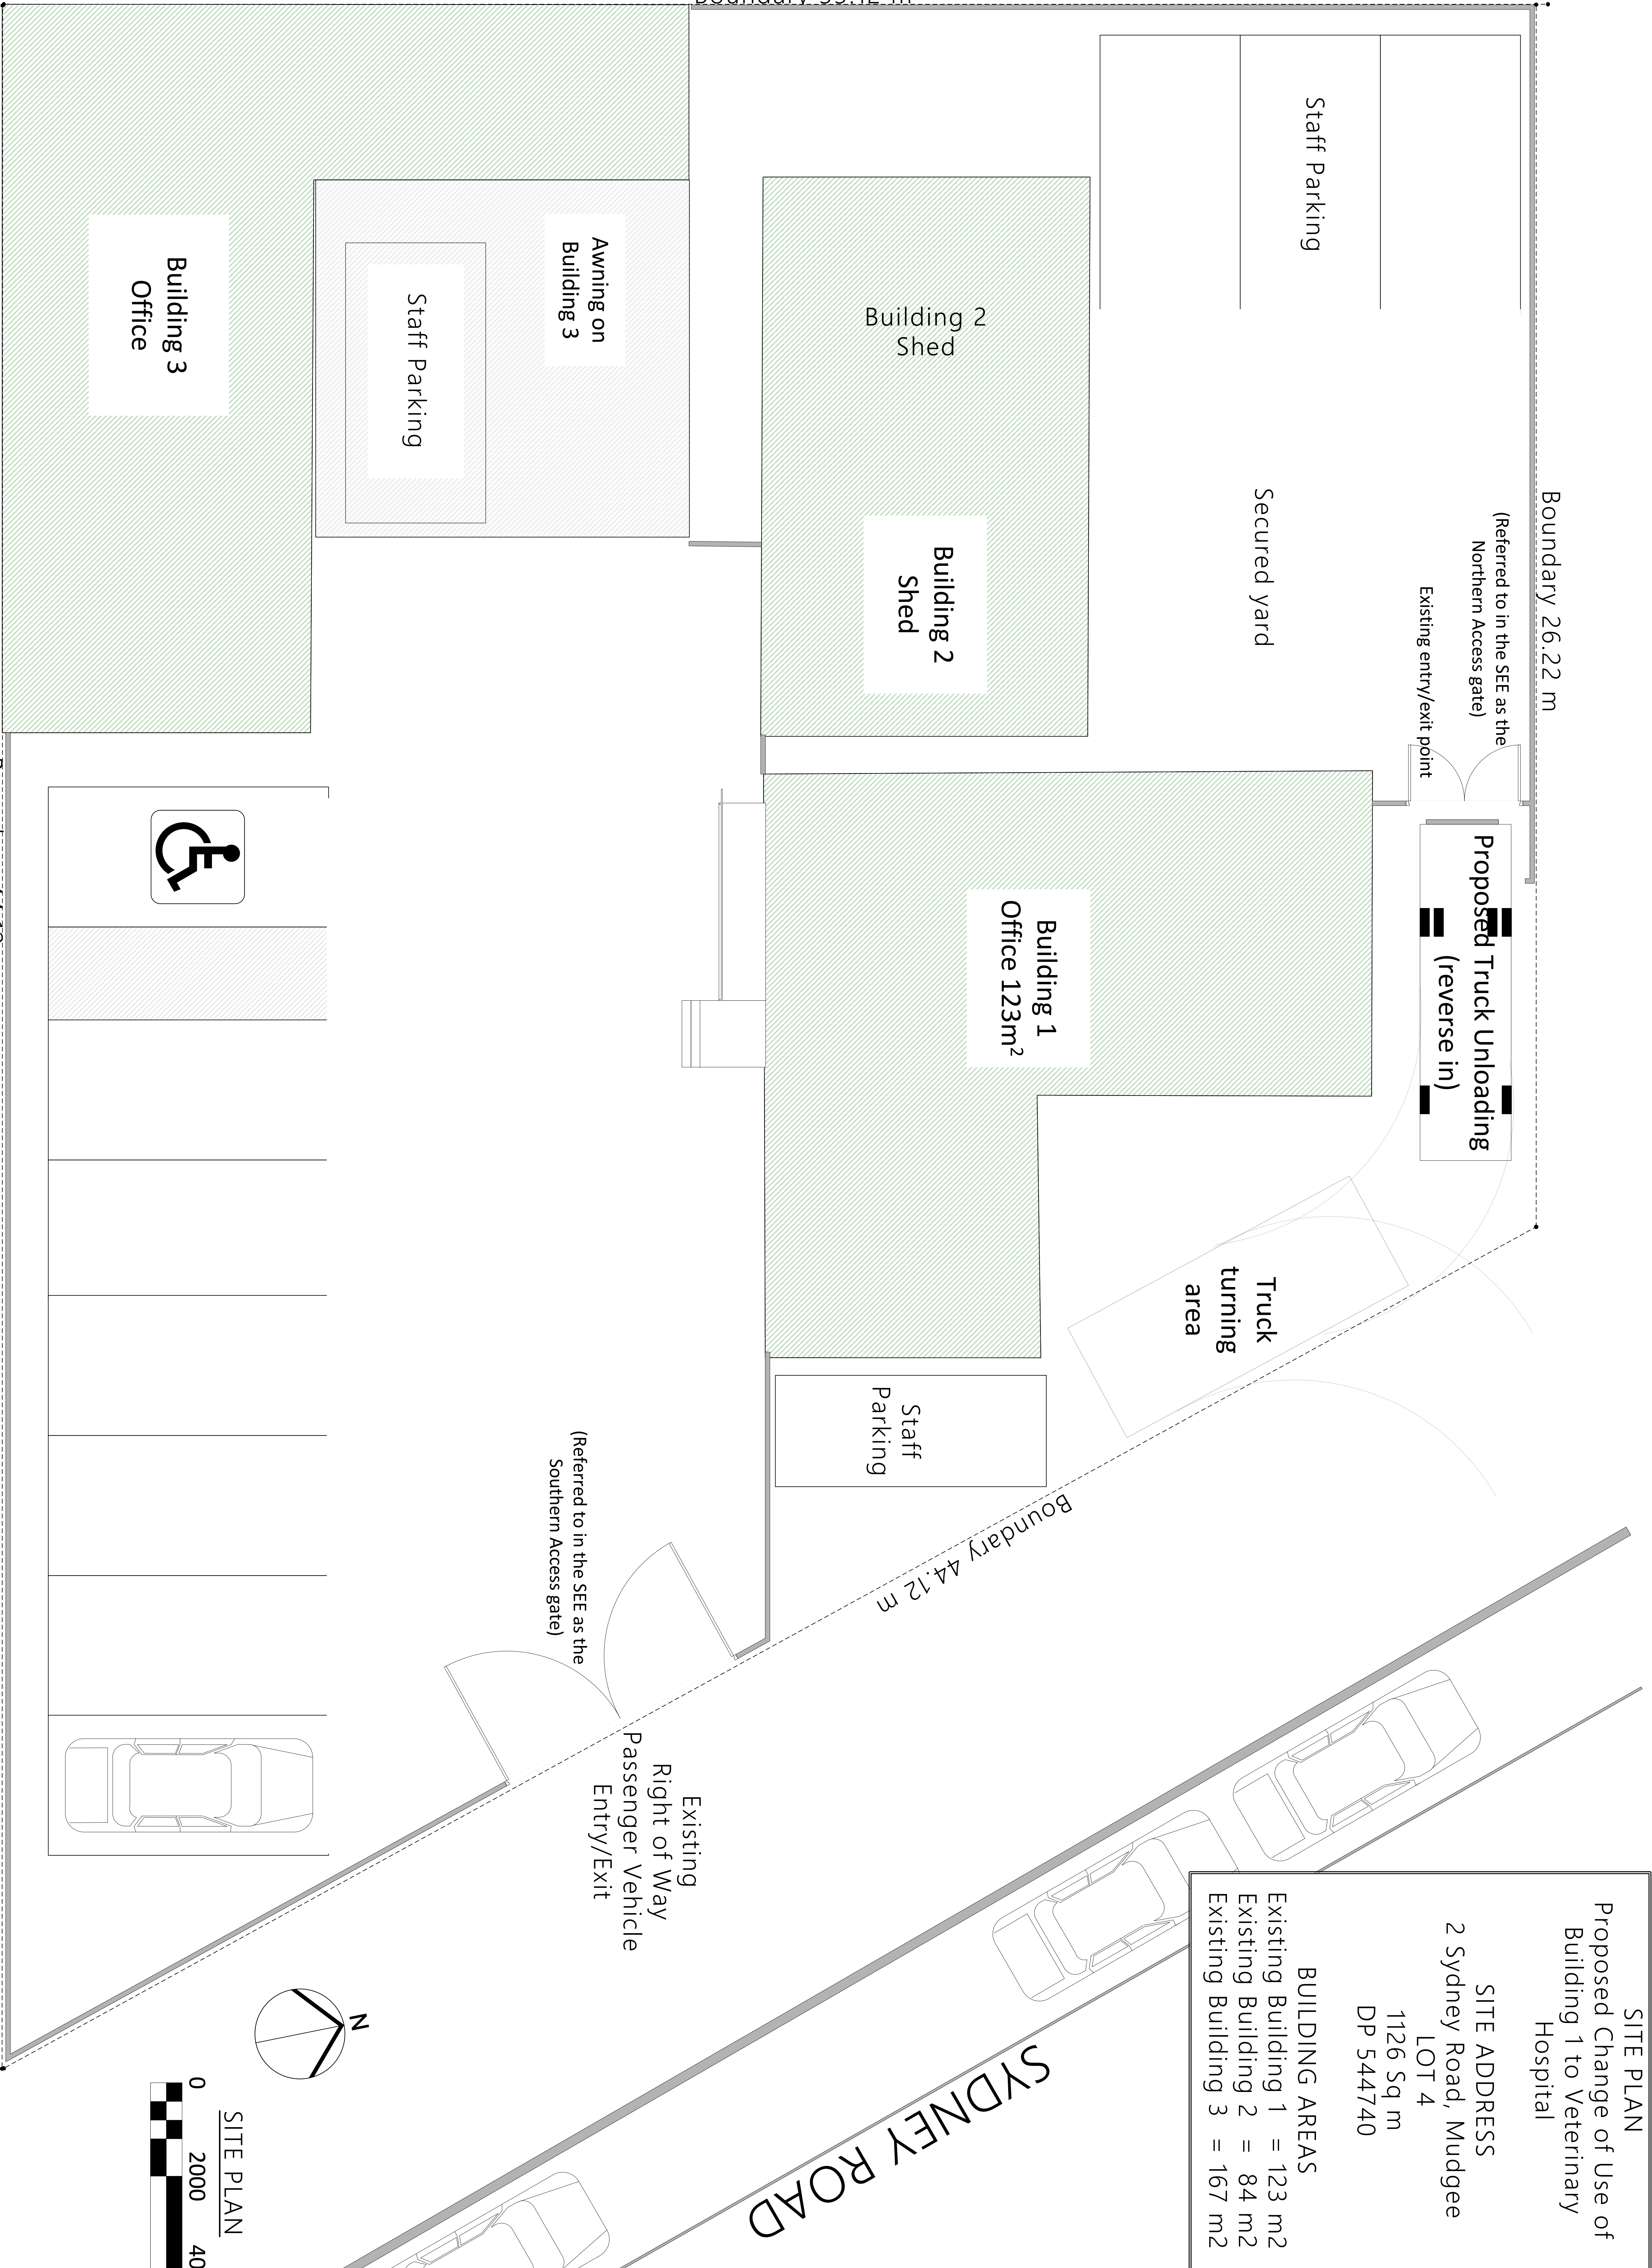 Boundary 26.22 m
(Referred to in the SEE as the
Northern Access gate)
Existing entry/exit point
Staff Parking
Secured yard
Building 2
Shed
Building 2
Shed
Awning on
Building 3
Staff Parking
Building 3
Office
Proposed Truck Unloading
(reverse in)
Building 1
Office 123m²
Truck
turning
area
Staff
Parking
Boundary 44.12 m
(Referred to in the SEE as the
Southern Access gate)
Existing
Right of Way
Passenger Vehicle
Entry/Exit
SYDNEY ROAD
SITE PLAN
Proposed Change of Use of
Building 1 to Veterinary
Hospital
SITE ADDRESS
2 Sydney Road, Mudgee
LOT 4
1126 Sq m
DP 544740
BUILDING AREAS
Existing Building 1 = 123 m2
Existing Building 2 = 84 m2
Existing Building 3 = 167 m2
N
SITE PLAN
0 2000 40